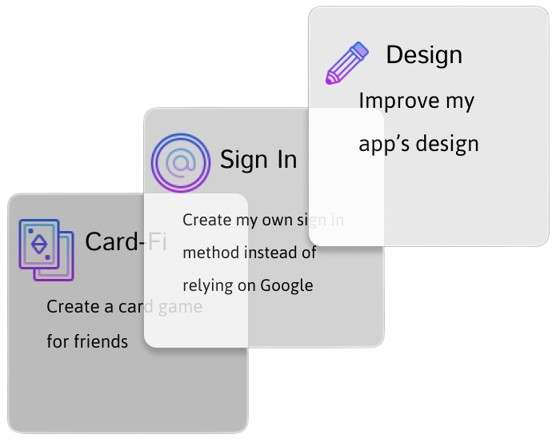 Design
Improve my
app’s design
Sign In
Create my own sign in
method instead of
relying on Google
Card-Fi
Create a card game
for friends